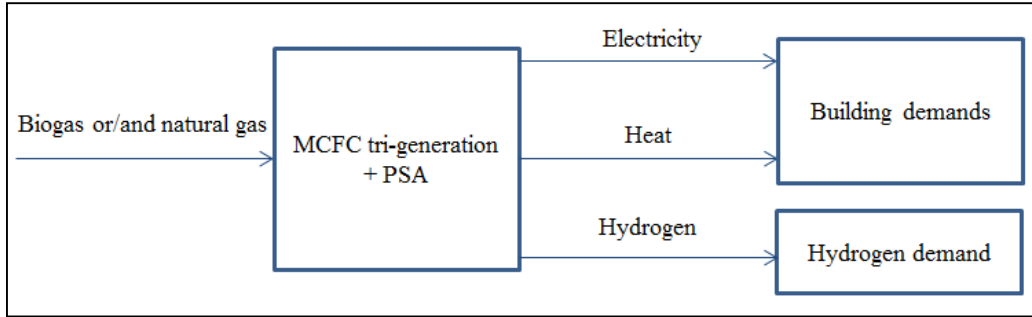 Biogas or/and natural gas
MCFC tri-generation
+ PSA
Electricity
Heat
Hydrogen
Building demands
Hydrogen demand